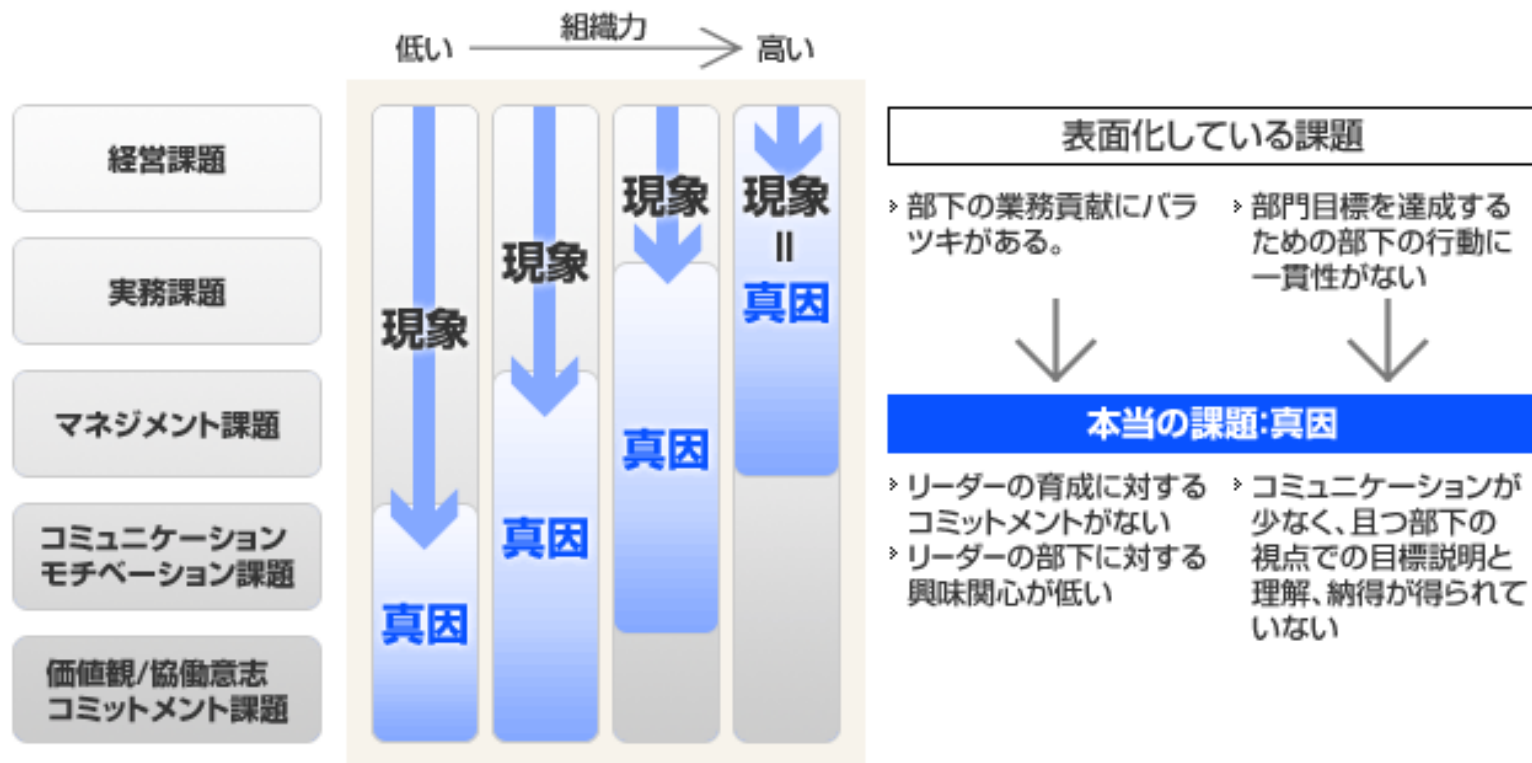 組織力
低い
高い
経営課題
実務課題
マネジメント課題
コミュニケーション
モチベーション課題
価値観/協働意志
コミットメント課題
現象
真因
現象
真因
現象
真因
現象
=
真因
表面化している課題
部下の業務貢献にバラ
ツキがある。
部門目標を達成する
ための部下の行動に
一貫性がない
本当の課題:真因
リーダーの育成に対する
コミットメントがない
リーダーの部下に対する
興味関心が低い
コミュニケーションが
少なく、且つ部下の
視点での目標説明と
理解、納得が得られて
いない